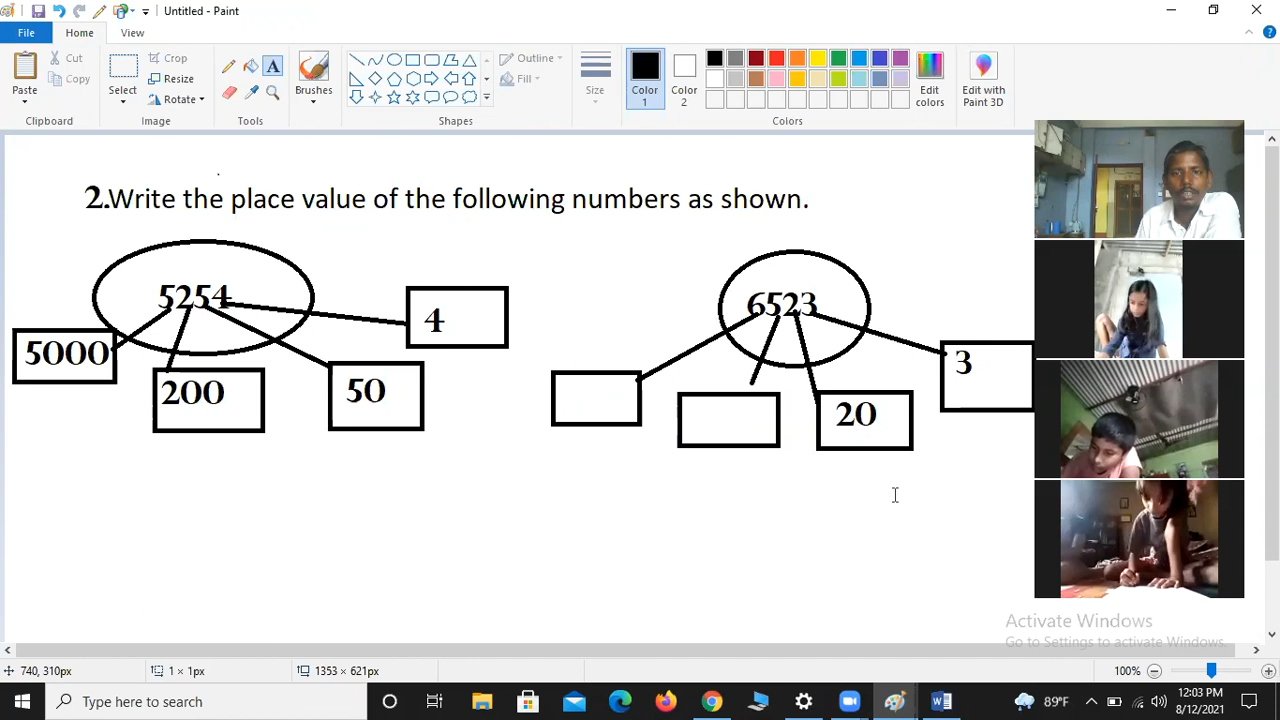 Untitled - Paint
File
Home
View
Paste
Cut
Copy
Clipboard
Select
Crop
Resize
Rotate
Image
A
Tools
Brushes
Shapes
Outline
Fill
Size
Color 1
Color 2
Edit colors
Colors
Edit with Paint 3D
2.Write the place value of the following numbers as shown.
5254
5000
200
50
4
6523
20
3
Activate Windows
Go to Settings to activate Windows.
740, 310px
1 × 1px
1353 × 621px
100%
Type here to search
89°F
12:03 PM
8/12/2021